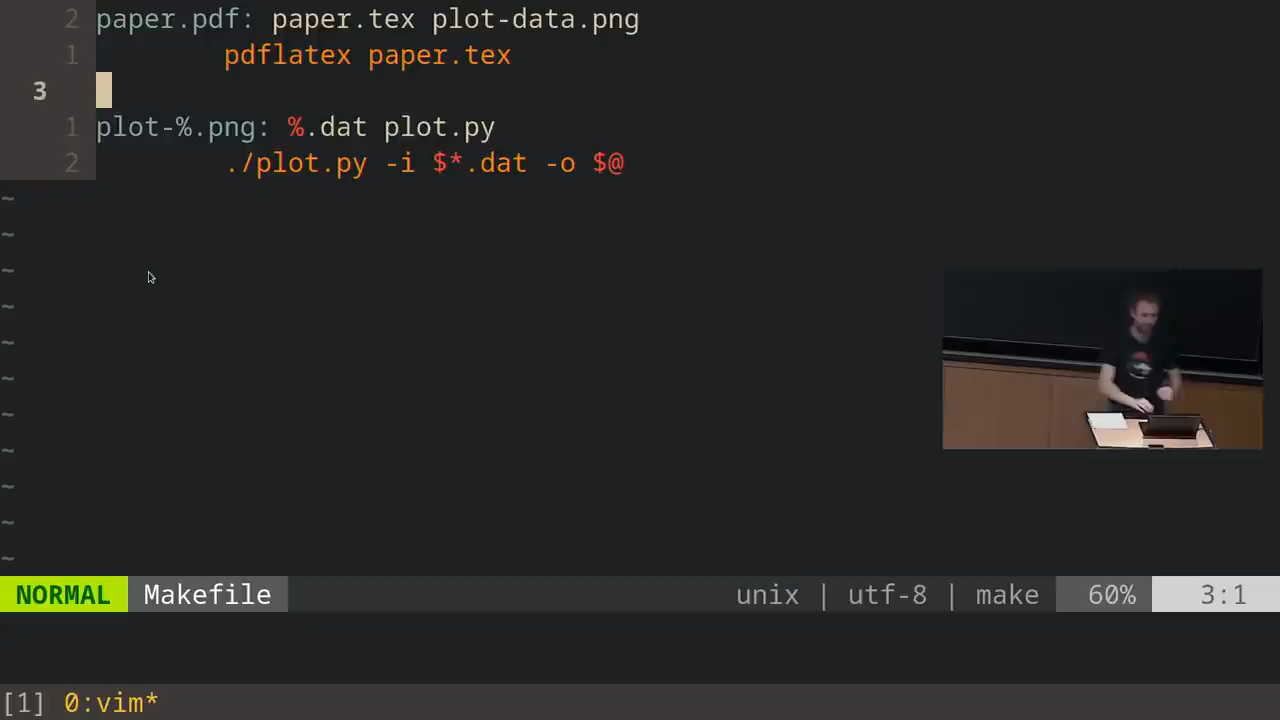 2 paper.pdf: paper.tex plot-data.png
1 pdflatex paper.tex
3
1 plot-%.png: %.dat plot.py
2 ./plot.py -i $*.dat -o $@
~
~
~
~
~
~
~
~
~
~
~
NORMAL Makefile unix | utf-8 | make 60% 3:1
[1] 0:vim*